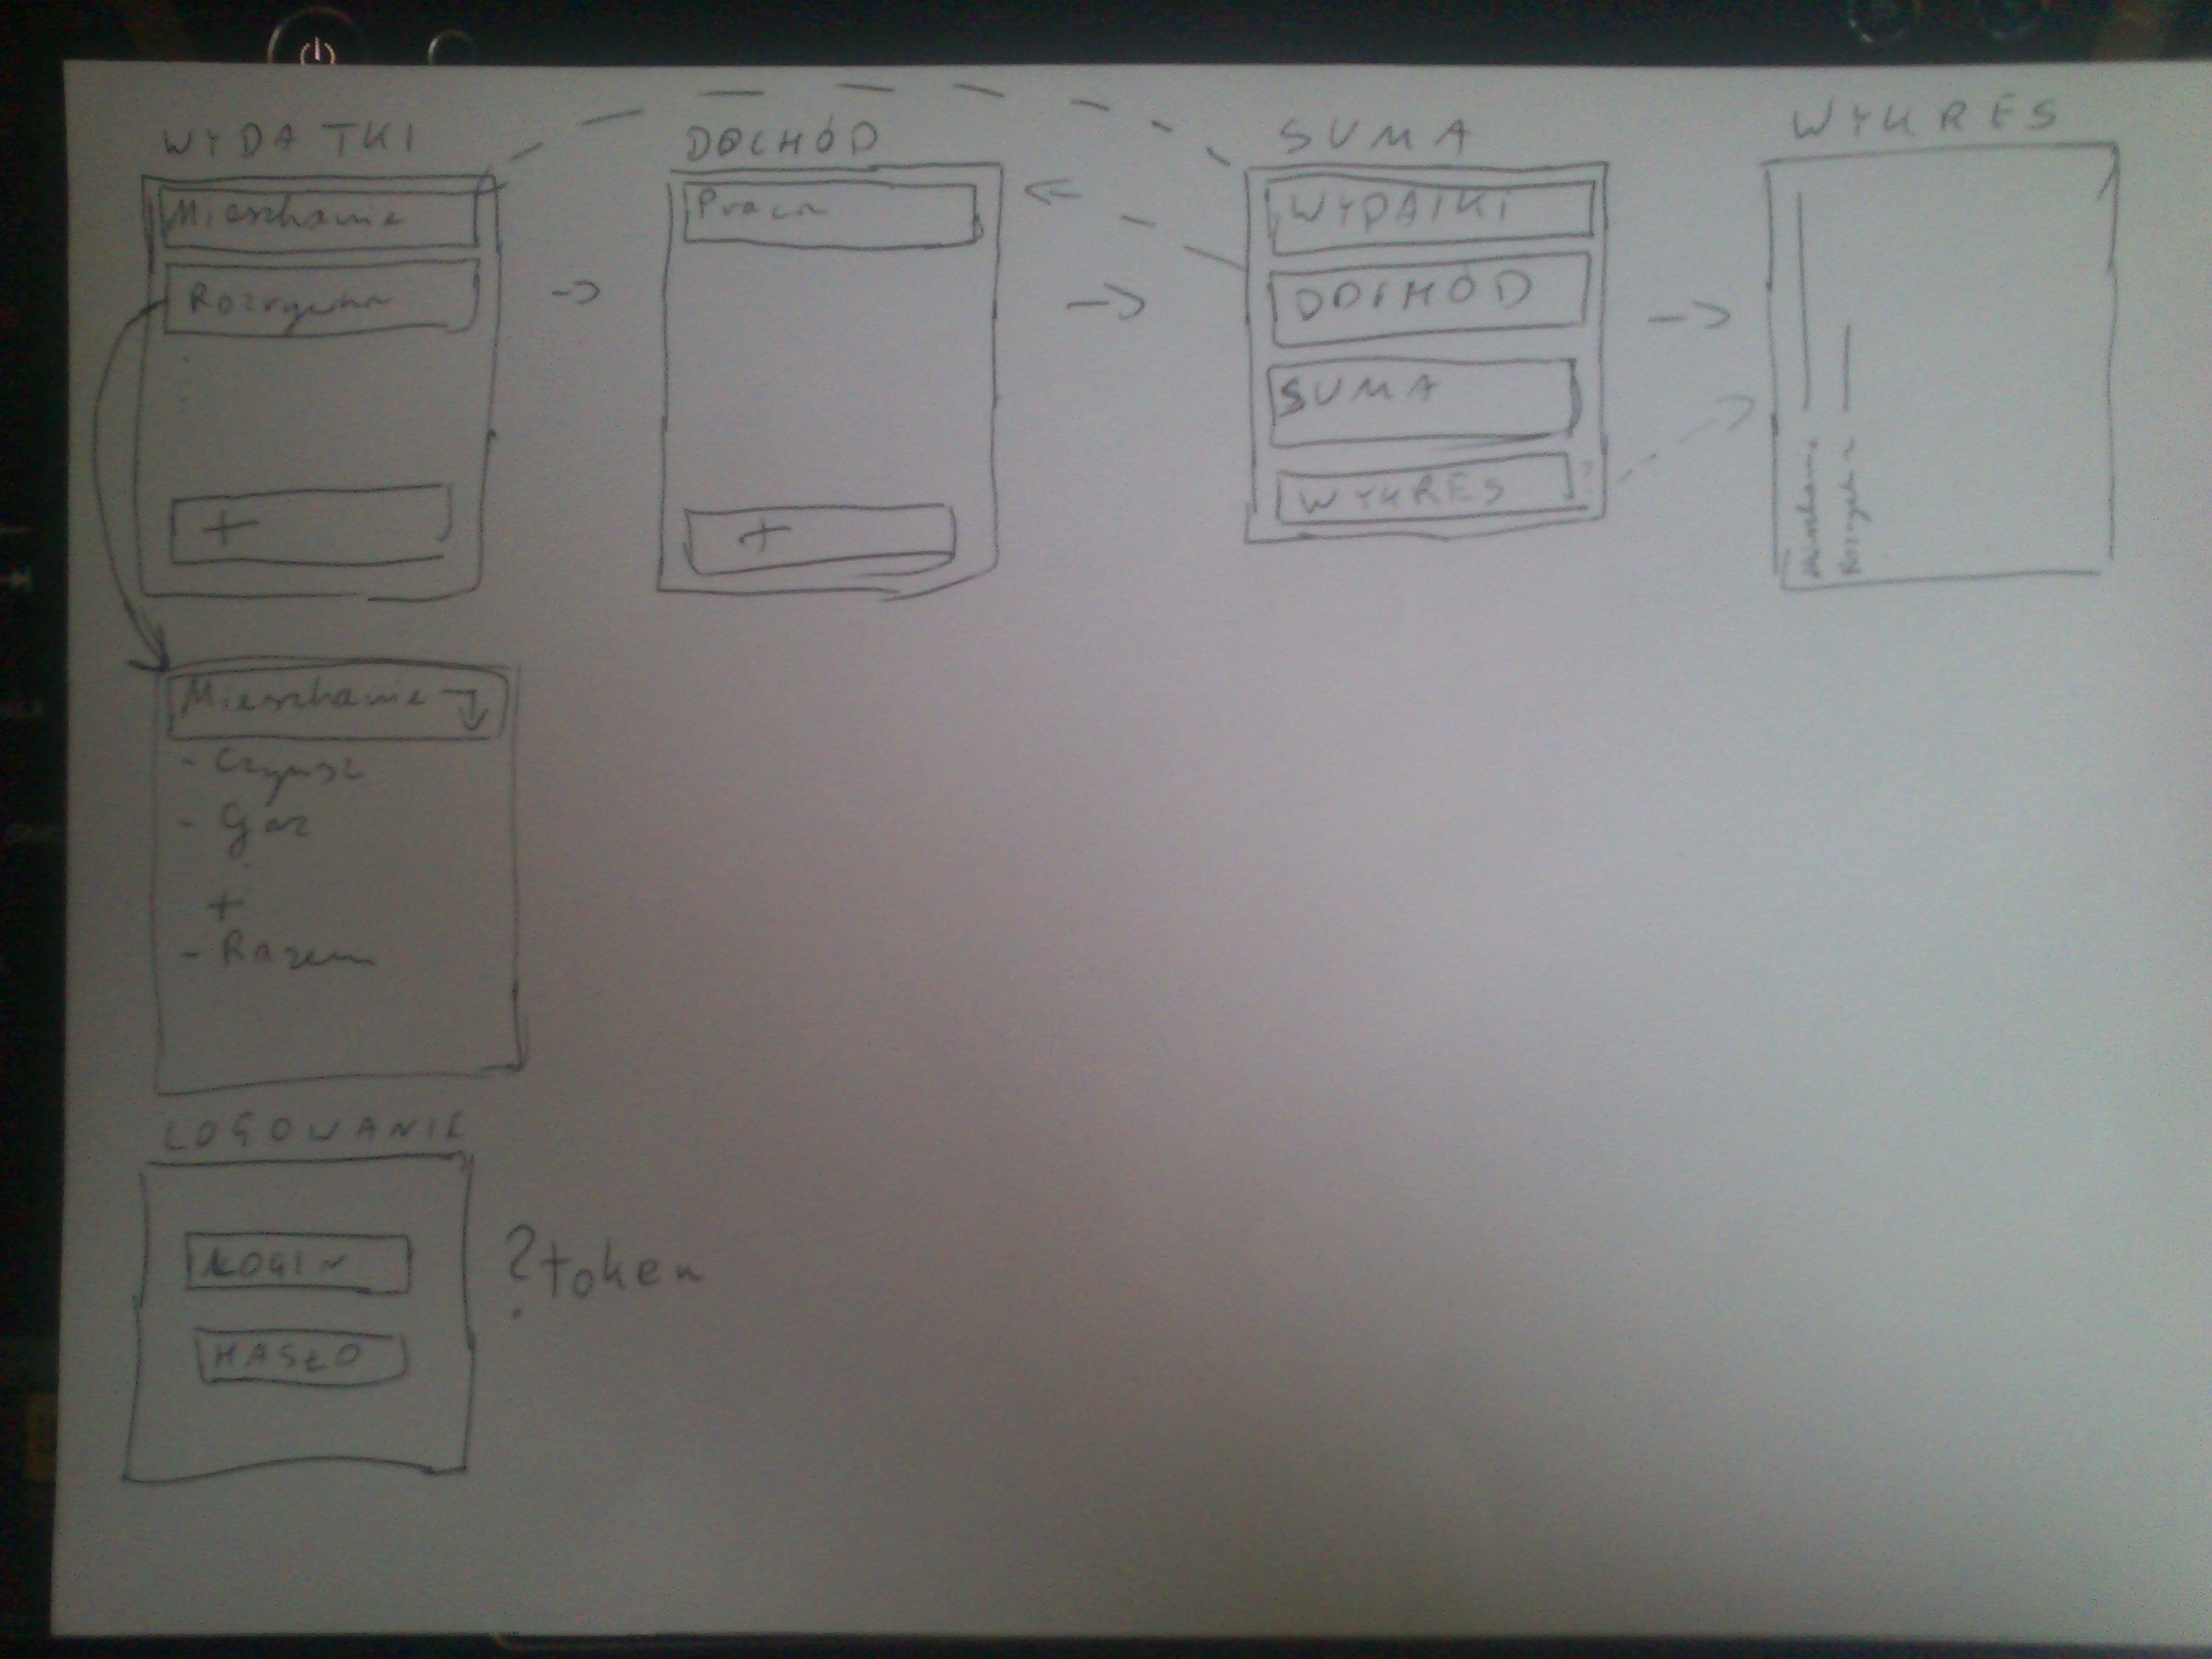 WYDATKI
Mieszkanie
Rozrywka
+
DOCHÓD
Praca
+
SUMA
WYDATKI
DOCHÓD
SUMA
WYKRES
WYKRES
Mieszkanie
Rozrywka
Mieszkanie
- Czynsz
- Gaz
+
- Razem
LOGOWANIE
LOGIN
HASŁO
? token